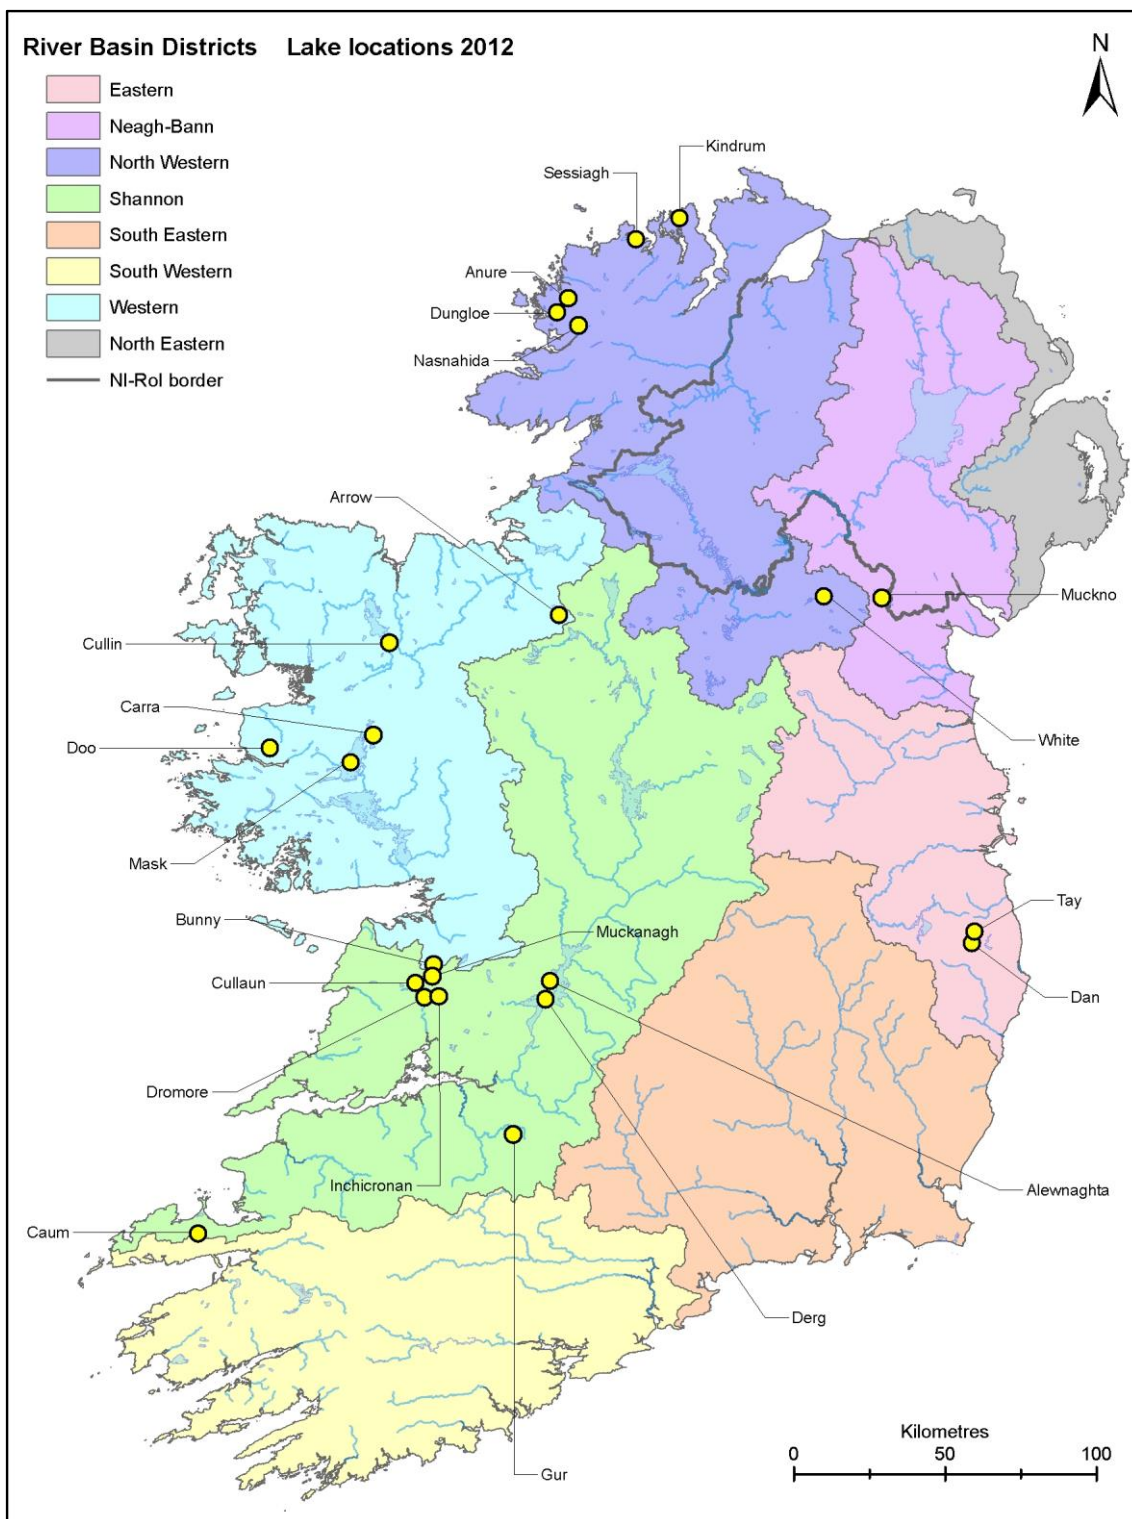 River Basin Districts Lake locations 2012
N
Eastern
Neagh-Bann
North Western
Shannon
South Eastern
South Western
Western
North Eastern
NI-RoI border
Kindrum
Sessiagh
Anure
Dungloe
Nasnahida
Arrow
Muckno
Cullin
Carra
Doo
White
Mask
Tay
Bunny
Muckanagh
Cullaun
Dan
Dromore
Inchicronan
Alewnaghta
Caum
Derg
Kilometres
0 50 100
Gur